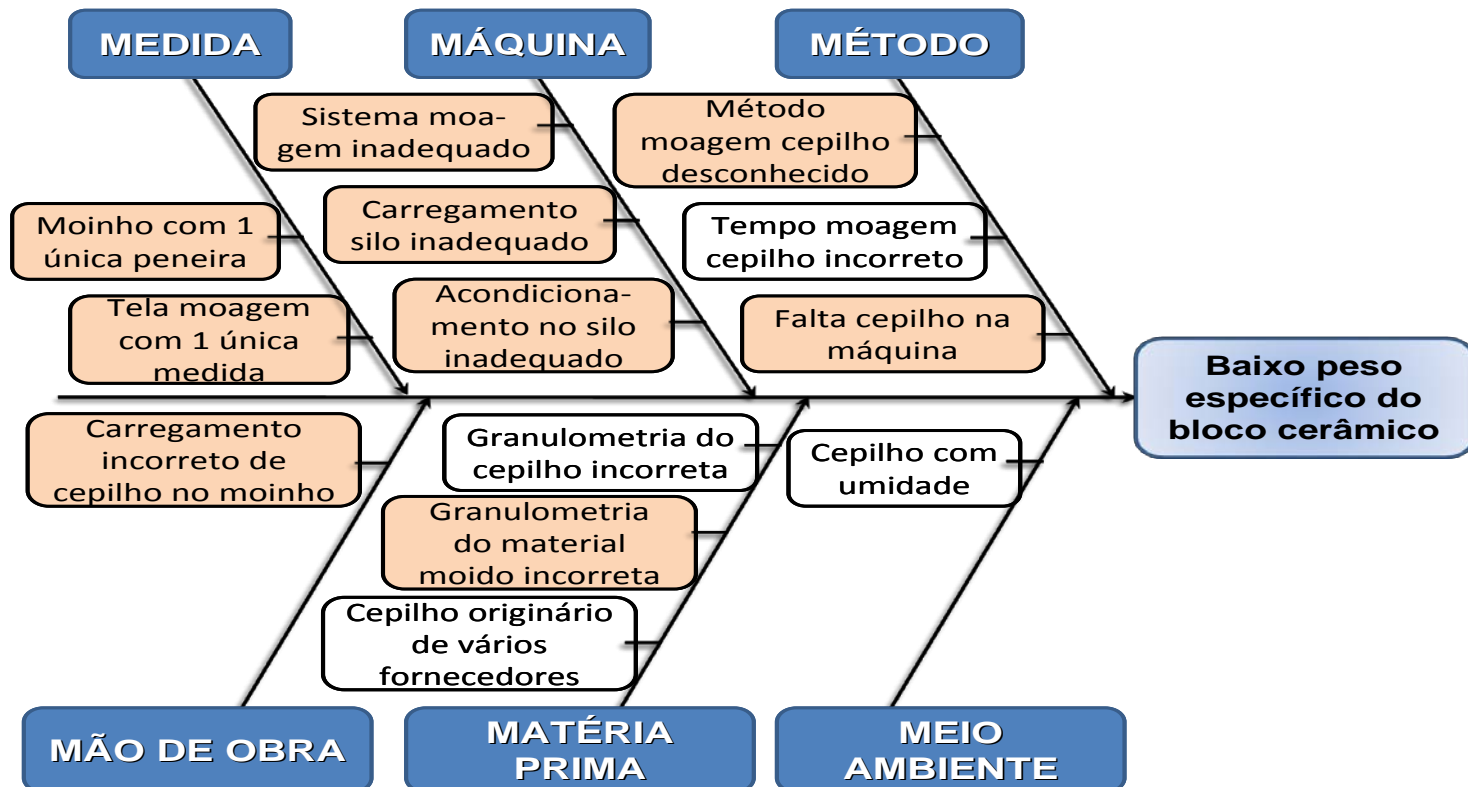 MEDIDA
MÁQUINA
MÉTODO
Sistema moa-
gem inadequado
Método
moagem cepilho
desconhecido
Moinho com 1
única peneira
Carregamento
silo inadequado
Tempo moagem
cepilho incorreto
Tela moagem
com 1 única
medida
Acondiciona-
mento no silo
inadequado
Falta cepilho na
máquina
Baixo peso
específico do
bloco cerâmico
Carregamento
incorreto de
cepilho no moinho
Granulometria do
cepilho incorreta
Cepilho com
umidade
Granulometria
do material
moido incorreta
Cepilho originário
de vários
fornecedores
MÃO DE OBRA
MATÉRIA
PRIMA
MEIO
AMBIENTE